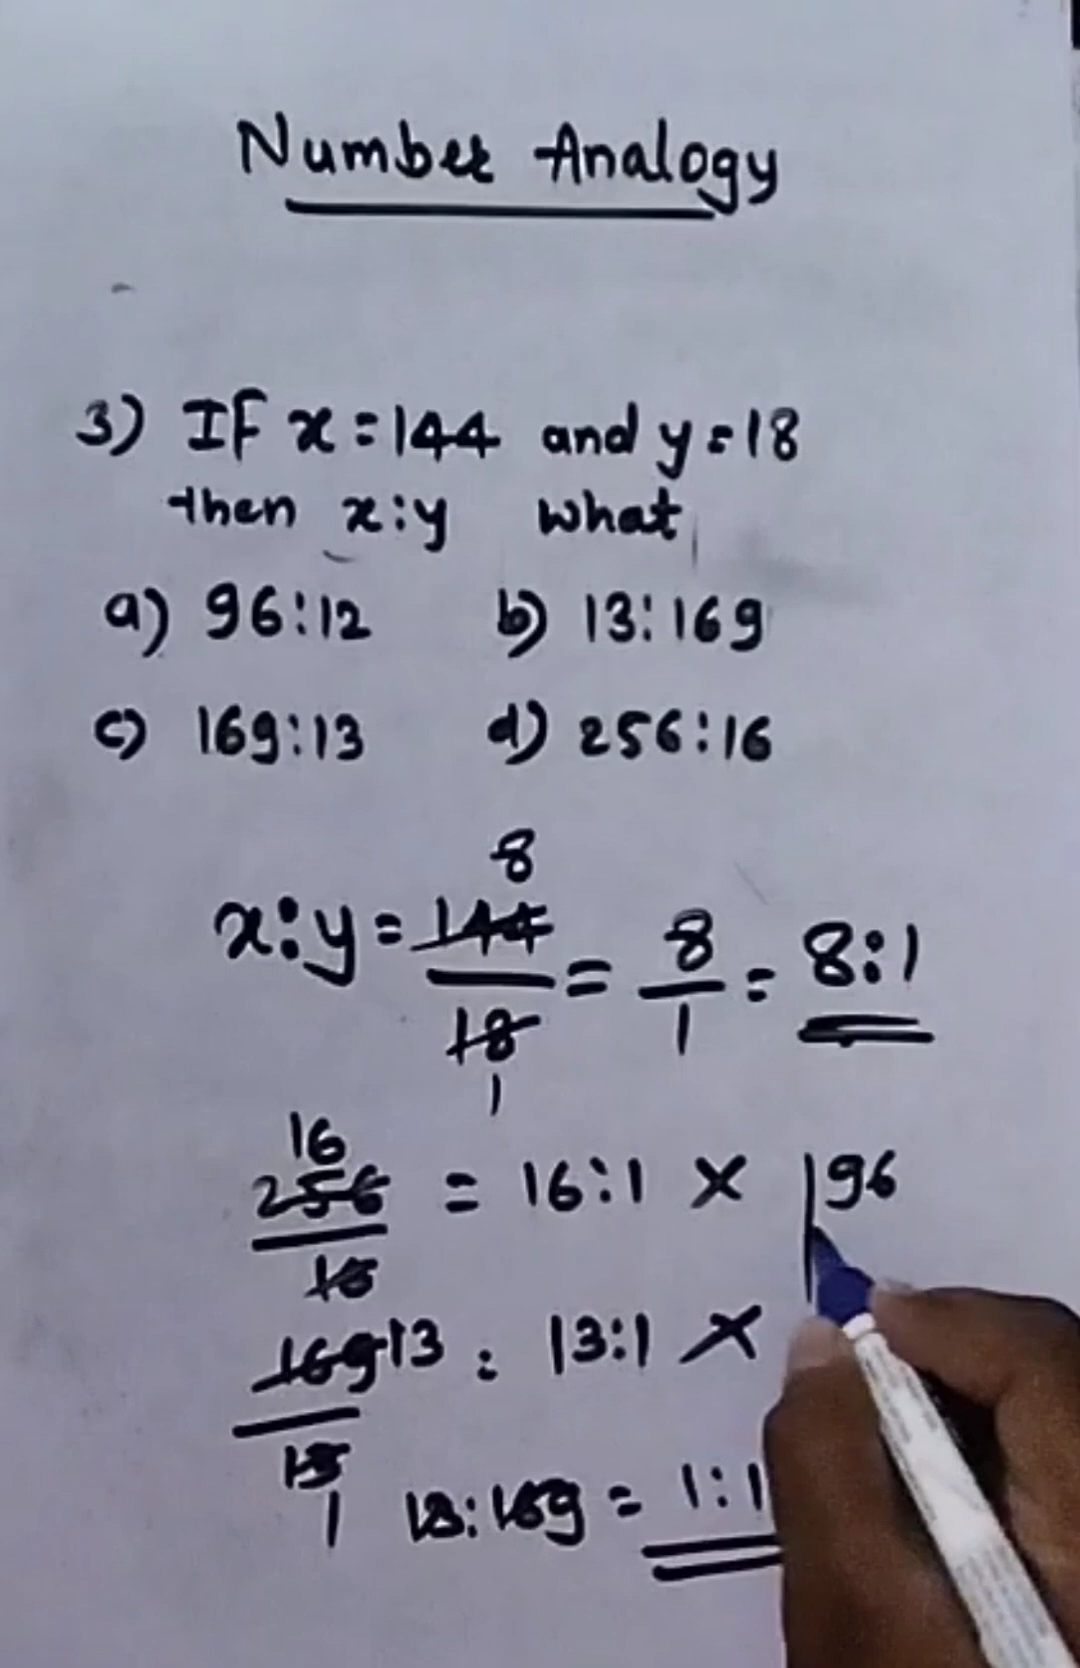 Number Analogy
3) If x=144 and y=18
then x:y what
a) 96:12 b) 13:169
c) 169:13 d) 256:16
8
x:y = 144/18 = 8/1 = 8:1
1
16
256/16 = 16:1 × 96
169/13 13 : 13:1 ×
1 13:169 = 1:1